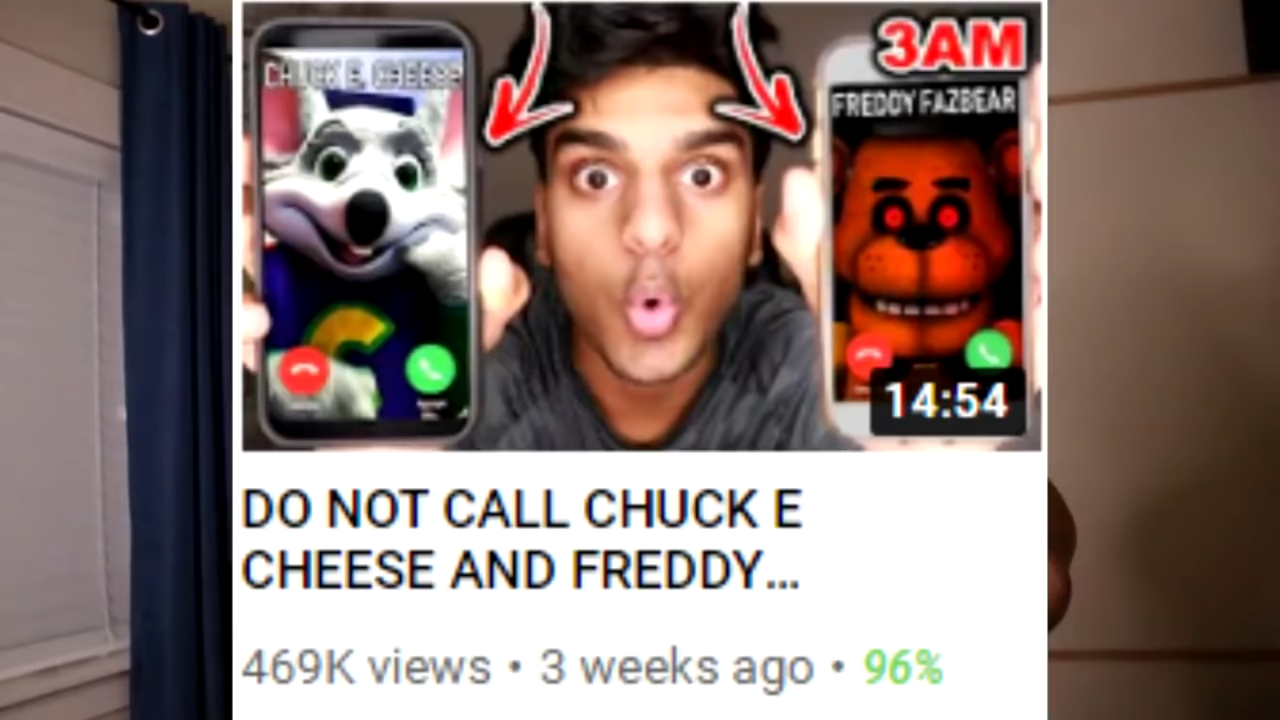 3AM
CHUCK E. CHEESE
FREDDY FAZBEAR
14:54
DO NOT CALL CHUCK E
CHEESE AND FREDDY...
469K views • 3 weeks ago • 96%